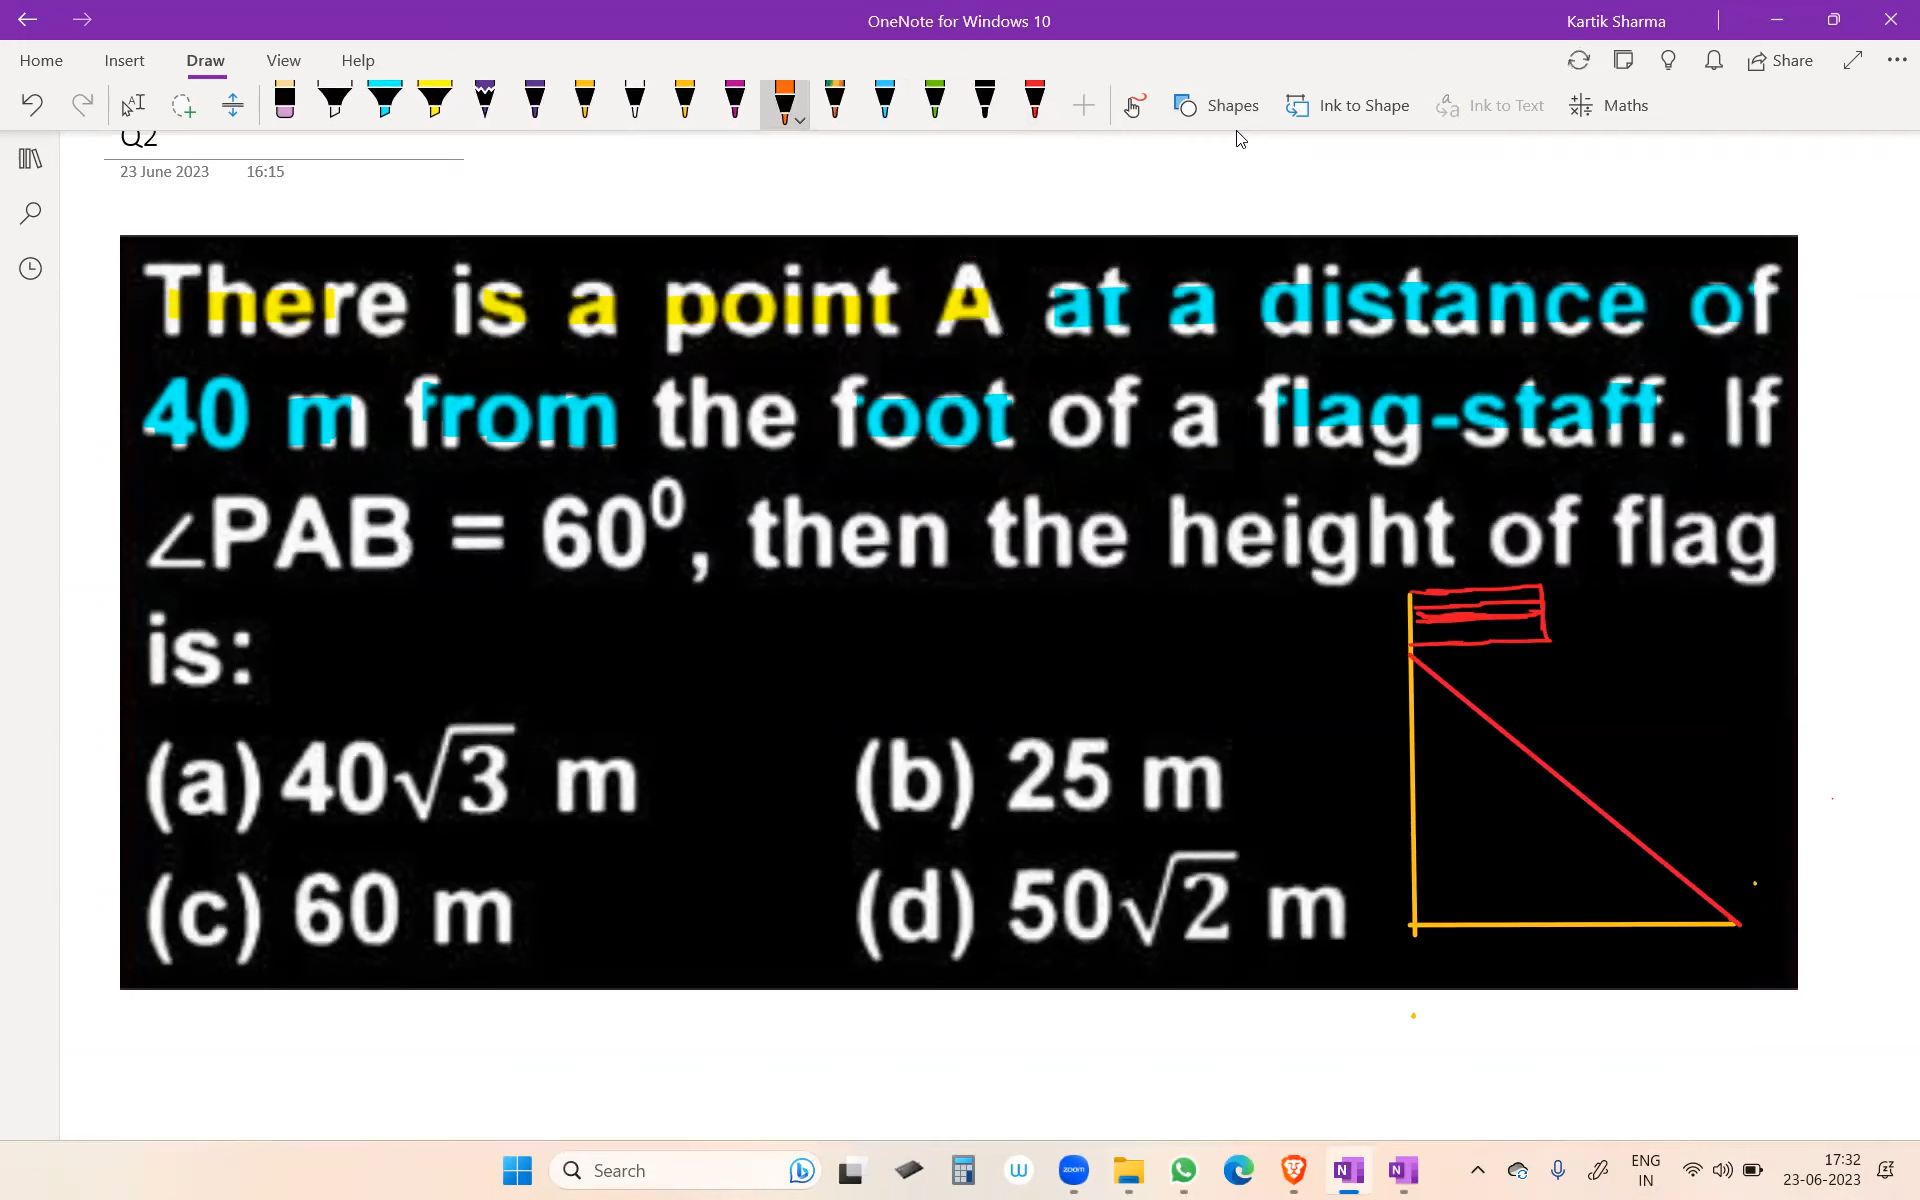 OneNote for Windows 10
Kartik Sharma
Home Insert Draw View Help
Share
Shapes Ink to Shape Ink to Text Maths
Q2
23 June 2023 16:15
There is a point A at a distance of
40 m from the foot of a flag-staff. If
∠PAB = 60⁰, then the height of flag
is:
(a) 40√3 m (b) 25 m
(c) 60 m (d) 50√2 m
Search
zoom
ENG
IN
17:32
23-06-2023